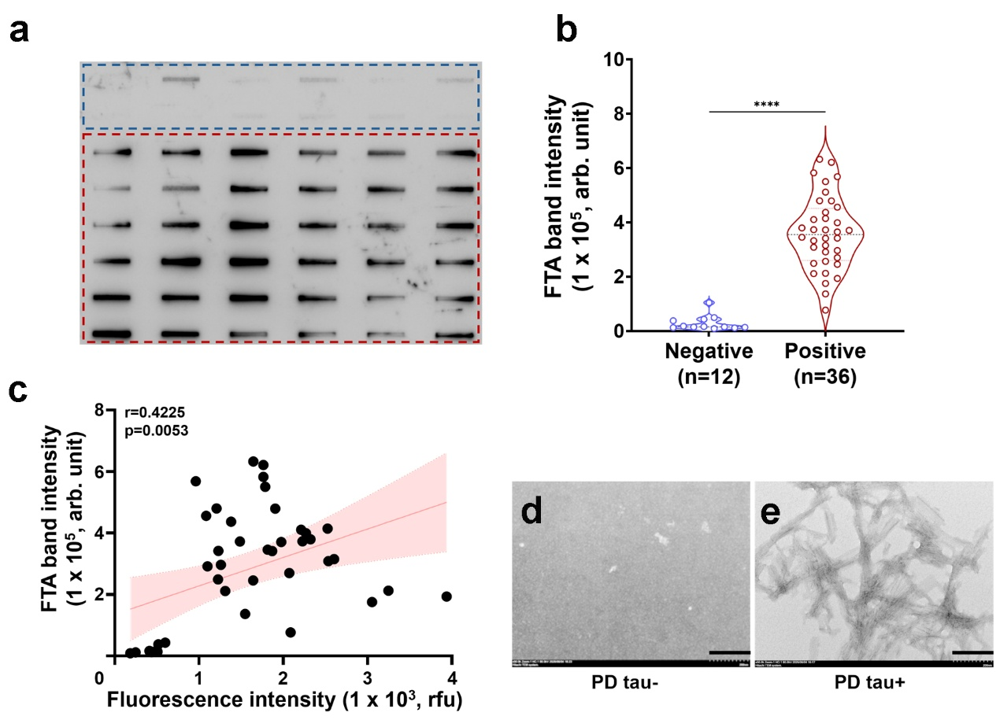 a
b
10
8
6
4
2
0
FTA band intensity
(1 x 10⁵, arb. unit)
****
Negative
(n=12)
Positive
(n=36)
c
8
6
4
2
FTA band intensity
(1 x 10⁵, arb. unit)
r=0.4225
p=0.0053
0 1 2 3 4
Fluorescence intensity (1 x 10³, rfu)
d
e
PD tau-
PD tau+